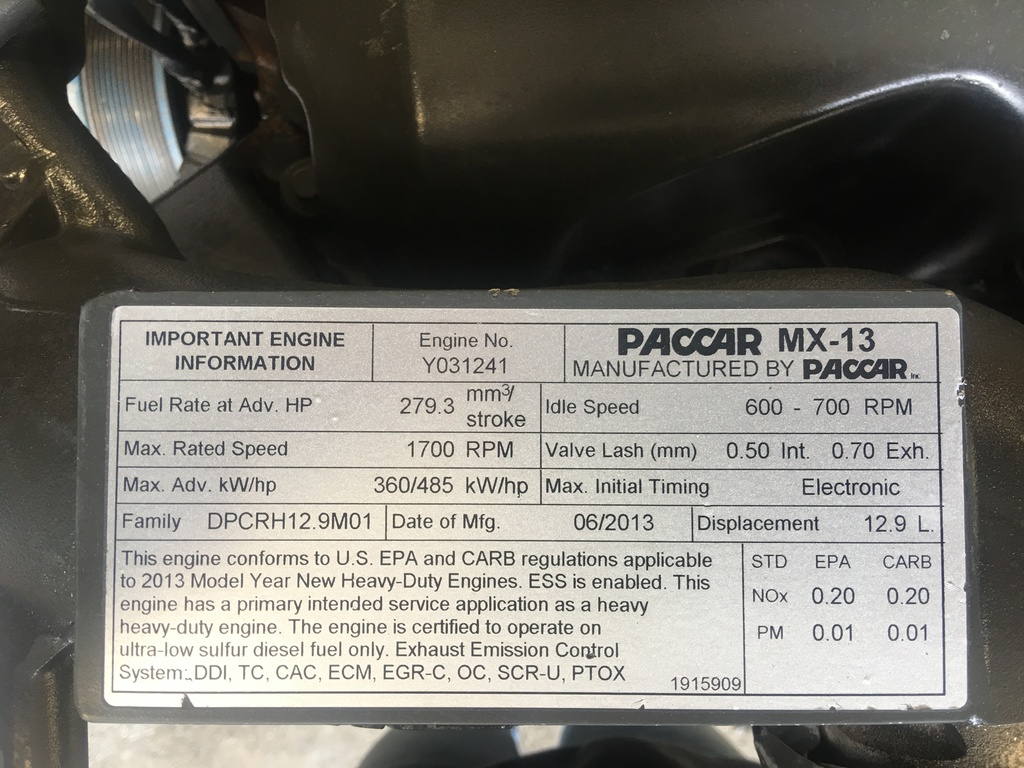 IMPORTANT ENGINE
INFORMATION
Engine No.
Y031241
PACCAR MX-13
MANUFACTURED BY PACCAR Inc
Fuel Rate at Adv. HP 279.3 mm3/
stroke
Idle Speed 600 - 700 RPM
Max. Rated Speed 1700 RPM
Valve Lash (mm) 0.50 Int. 0.70 Exh.
Max. Adv. kW/hp 360/485 kW/hp
Max. Initial Timing Electronic
Family DPCRH12.9M01
Date of Mfg. 06/2013
Displacement 12.9 L.
This engine conforms to U.S. EPA and CARB regulations applicable
to 2013 Model Year New Heavy-Duty Engines. ESS is enabled. This
engine has a primary intended service application as a heavy
heavy-duty engine. The engine is certified to operate on
ultra-low sulfur diesel fuel only. Exhaust Emission Control
System: DDI, TC, CAC, ECM, EGR-C, OC, SCR-U, PTOX
1915909
STD EPA CARB
NOx 0.20 0.20
PM 0.01 0.01